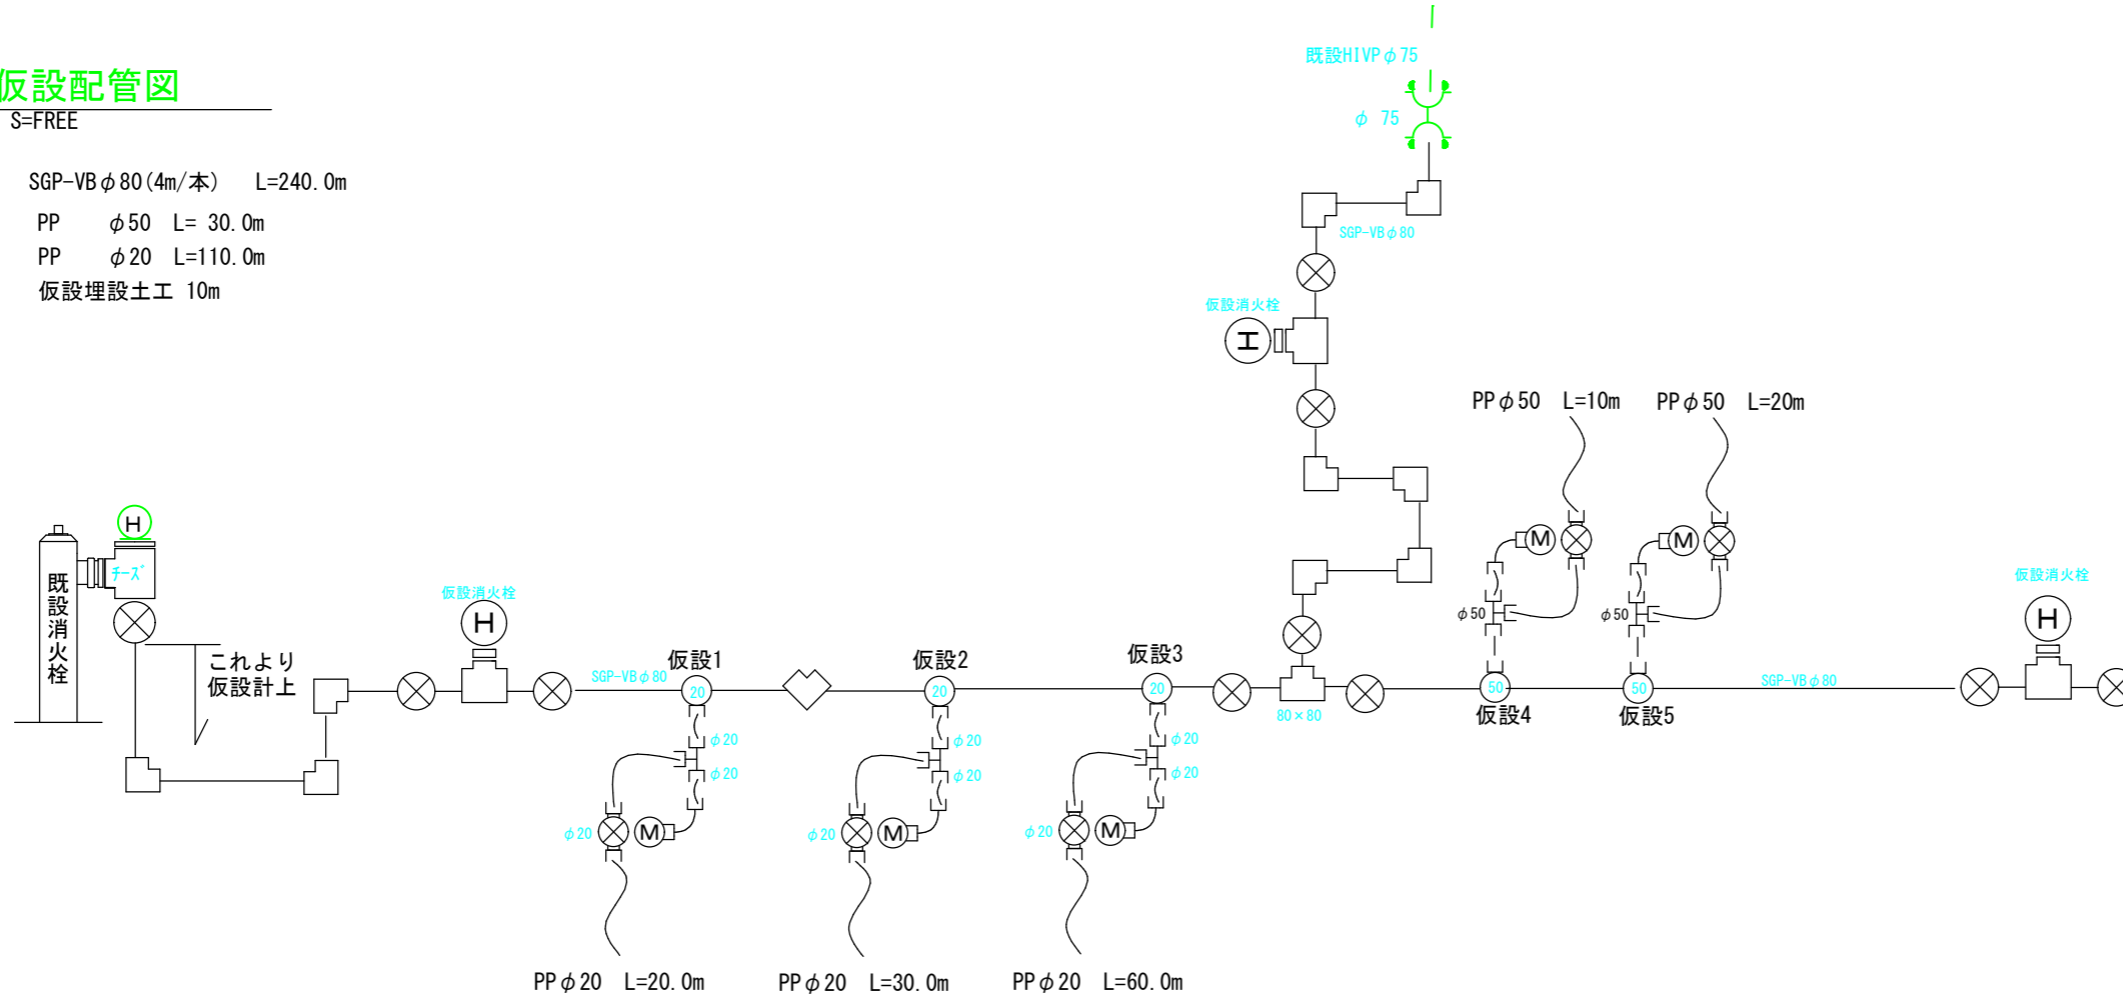 仮設配管図
S=FREE
SGP-VBφ80(4m/本) L=240.0m
PP φ50 L= 30.0m
PP φ20 L=110.0m
仮設埋設土工 10m
既設HIVPφ75
φ 75
SGP-VBφ80
仮設消火栓
H
PPφ50 L=10m
PPφ50 L=20m
M
M
φ50
φ50
H
チーズ
既設消火栓
これより
仮設計上
仮設消火栓
H
SGP-VBφ80
仮設1
20
仮設2
20
仮設3
20
80×80
50
仮設4
50
仮設5
SGP-VBφ80
仮設消火栓
H
φ20
φ20
φ20
M
φ20
φ20
φ20
M
φ20
φ20
φ20
M
PPφ20 L=20.0m
PPφ20 L=30.0m
PPφ20 L=60.0m